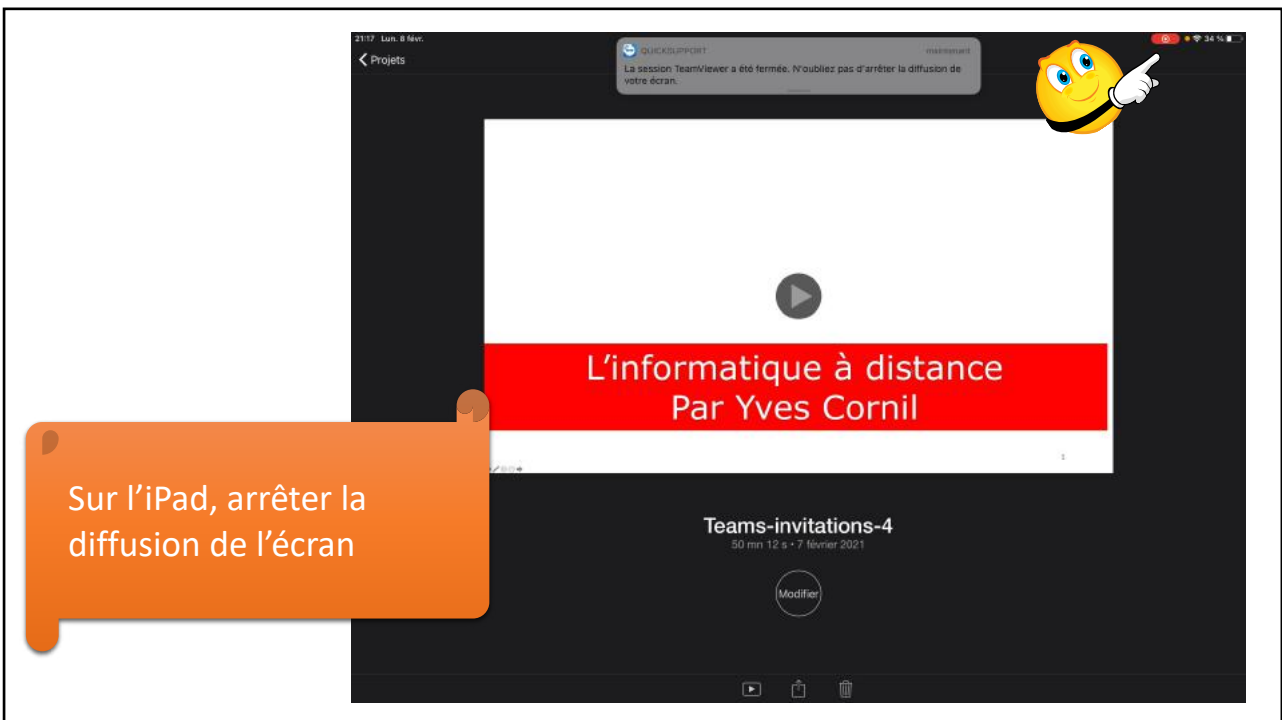 21:17 Lun. 8 févr.
34 %
Projets
QUICKSUPPORT
maintenant
La session TeamViewer a été fermée. N'oubliez pas d'arrêter la diffusion de
votre écran.
L'informatique à distance
Par Yves Cornil
Sur l'iPad, arrêter la
diffusion de l'écran
Teams-invitations-4
50 mn 12 s • 7 février 2021
Modifier